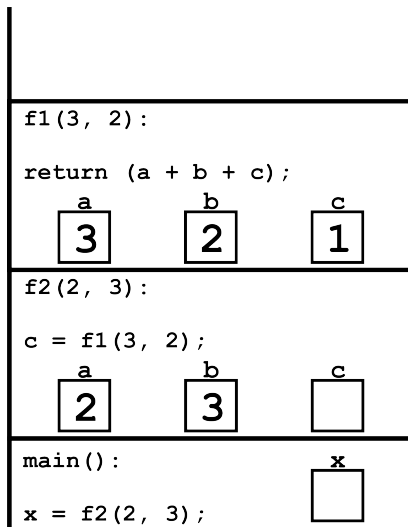 f1(3, 2):
return (a + b + c);
a b c
3 2 1
f2(2, 3):
c = f1(3, 2);
a b c
2 3
main():
x
x = f2(2, 3);